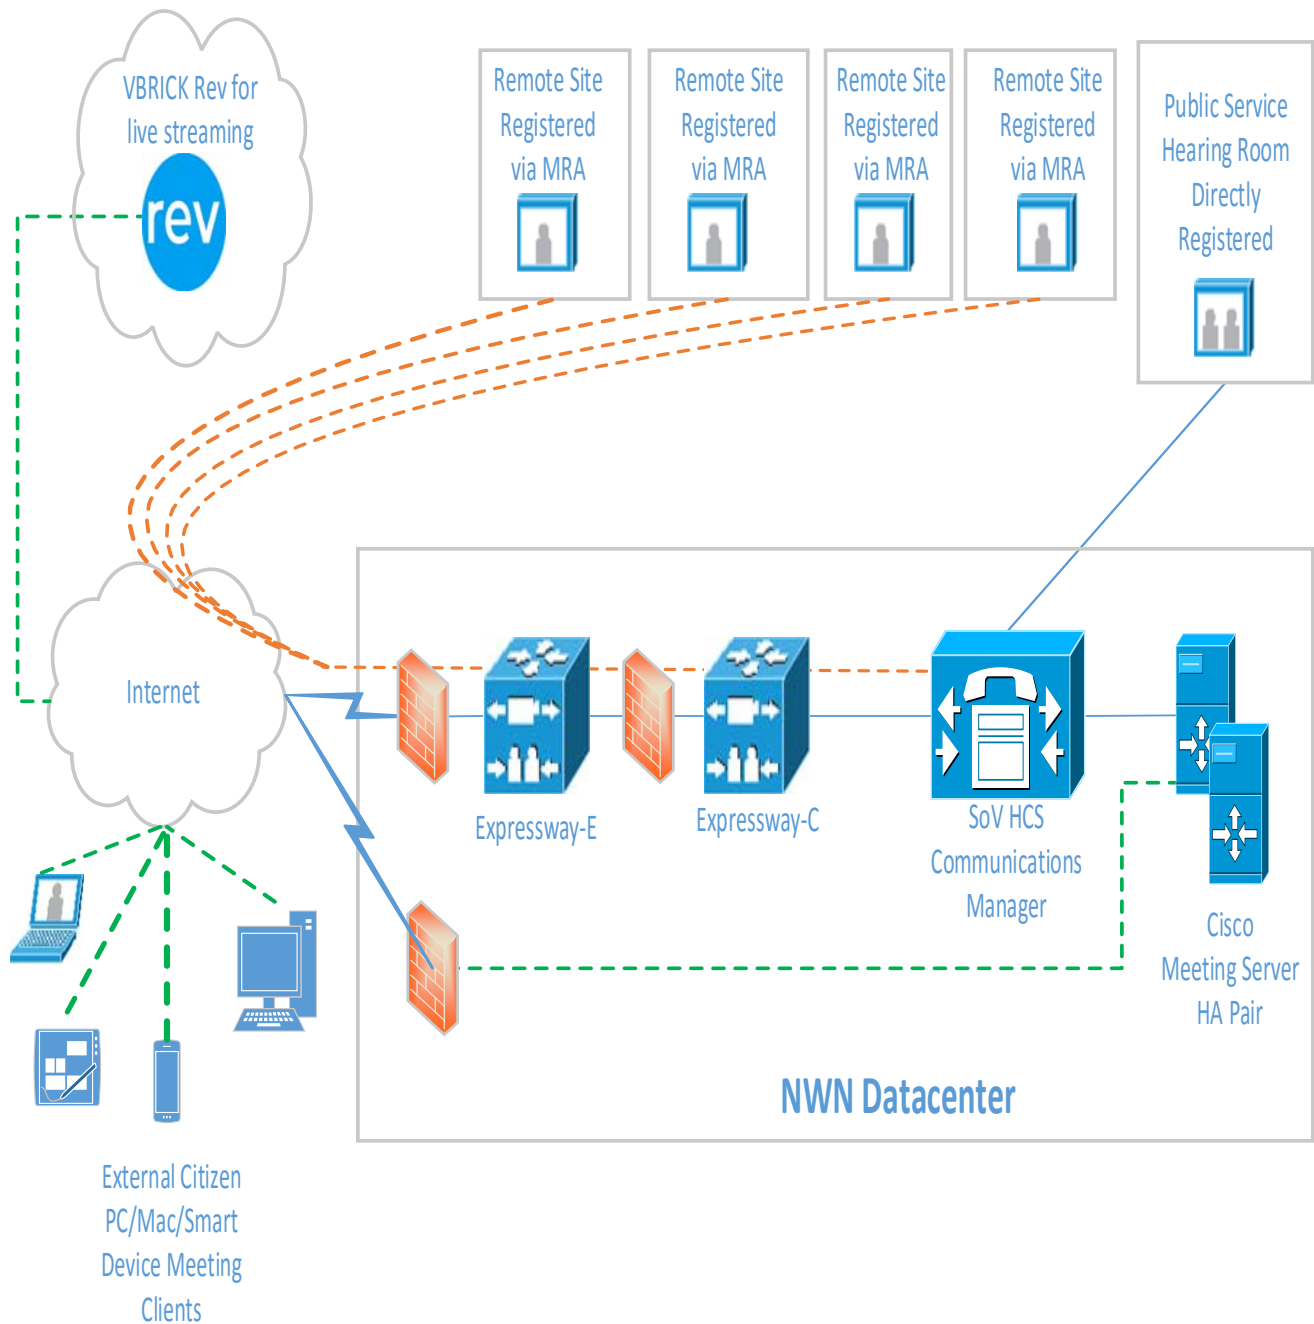 VBRICK Rev for
live streaming
rev
Remote Site
Registered
via MRA
Remote Site
Registered
via MRA
Remote Site
Registered
via MRA
Remote Site
Registered
via MRA
Public Service
Hearing Room
Directly
Registered
Internet
Expressway-E
Expressway-C
SoV HCS
Communications
Manager
Cisco
Meeting Server
HA Pair
NWN Datacenter
External Citizen
PC/Mac/Smart
Device Meeting
Clients